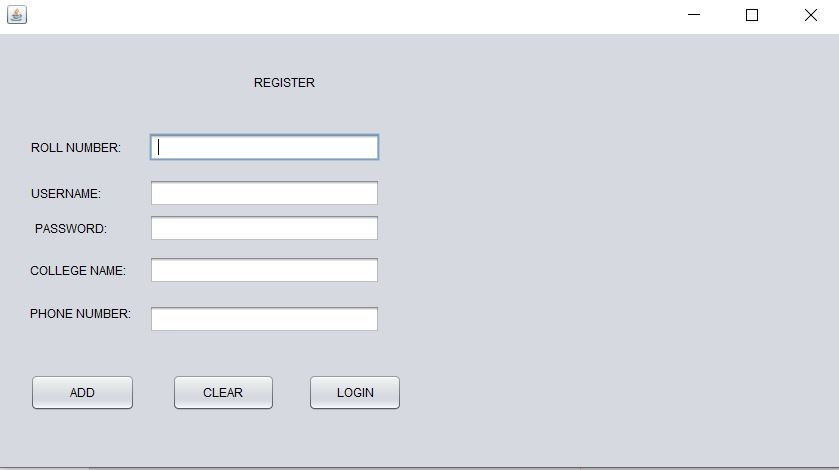 REGISTER
ROLL NUMBER:
USERNAME:
PASSWORD:
COLLEGE NAME:
PHONE NUMBER:
ADD CLEAR LOGIN